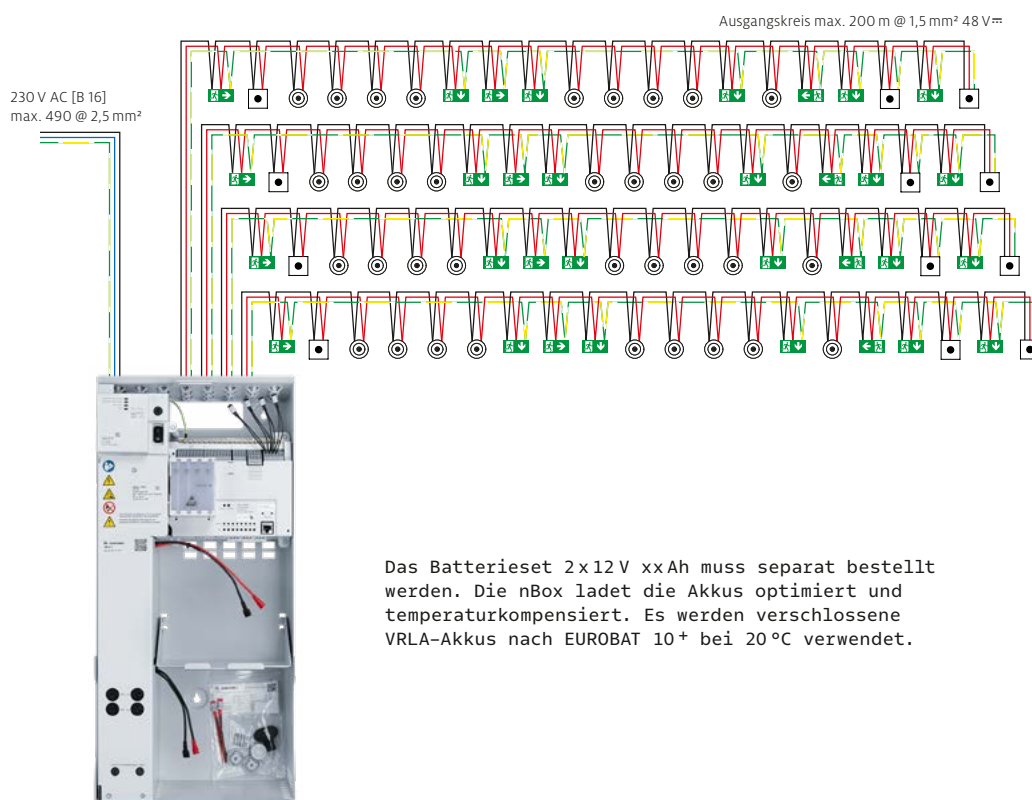 Ausgangskreis max. 200 m @ 1,5 mm² 48 V⎓
230 V AC [B 16]
max. 490 @ 2,5 mm²
Das Batterieset 2 x 12 V xx Ah muss separat bestellt
werden. Die nBox ladet die Akkus optimiert und
temperaturkompensiert. Es werden verschlossene
VRLA-Akkus nach EUROBAT 10⁺ bei 20 °C verwendet.